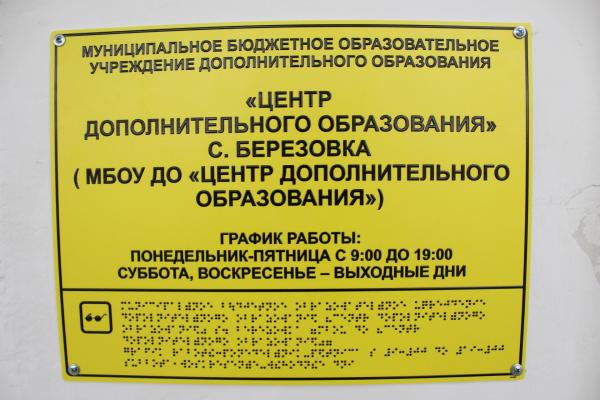 МУНИЦИПАЛЬНОЕ БЮДЖЕТНОЕ ОБРАЗОВАТЕЛЬНОЕ
УЧРЕЖДЕНИЕ ДОПОЛНИТЕЛЬНОГО ОБРАЗОВАНИЯ
«ЦЕНТР
ДОПОЛНИТЕЛЬНОГО ОБРАЗОВАНИЯ»
С. БЕРЕЗОВКА
( МБОУ ДО «ЦЕНТР ДОПОЛНИТЕЛЬНОГО
ОБРАЗОВАНИЯ»)
ГРАФИК РАБОТЫ:
ПОНЕДЕЛЬНИК-ПЯТНИЦА С 9:00 ДО 19:00
СУББОТА, ВОСКРЕСЕНЬЕ – ВЫХОДНЫЕ ДНИ